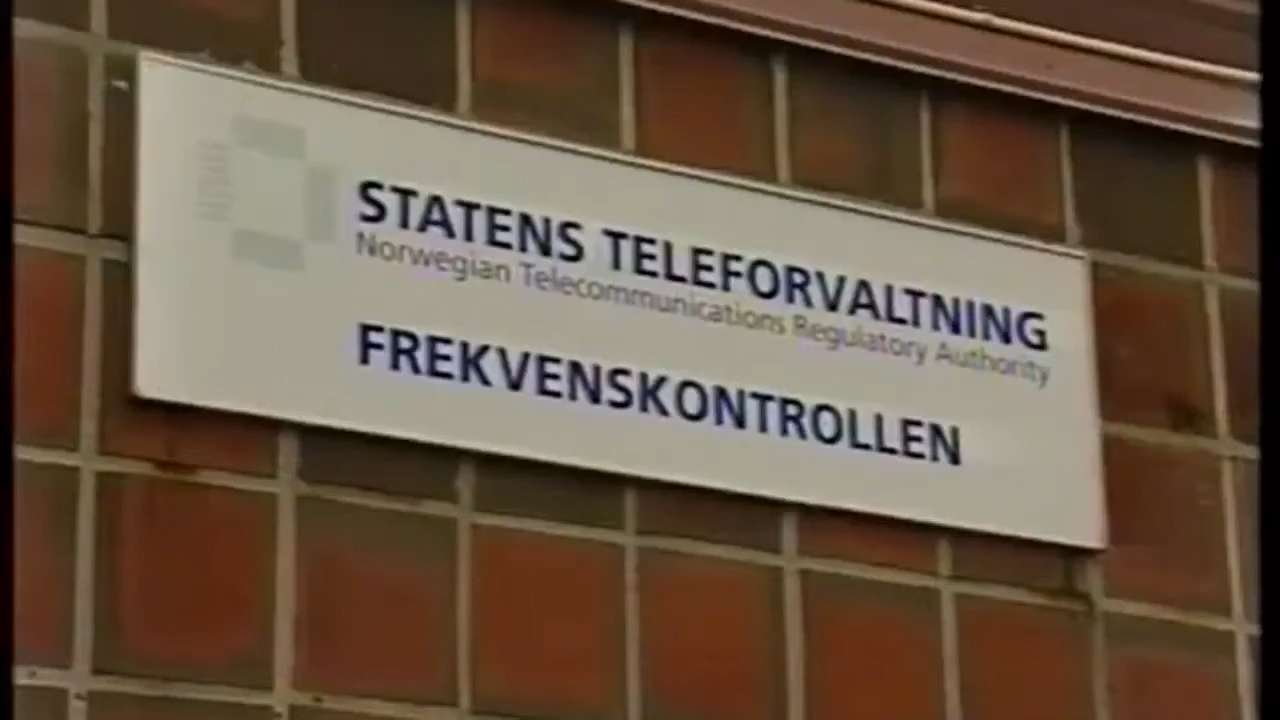 STATENS TELEFORVALTNING
Norwegian Telecommunications Regulatory Authority
FREKVENSKONTROLLEN